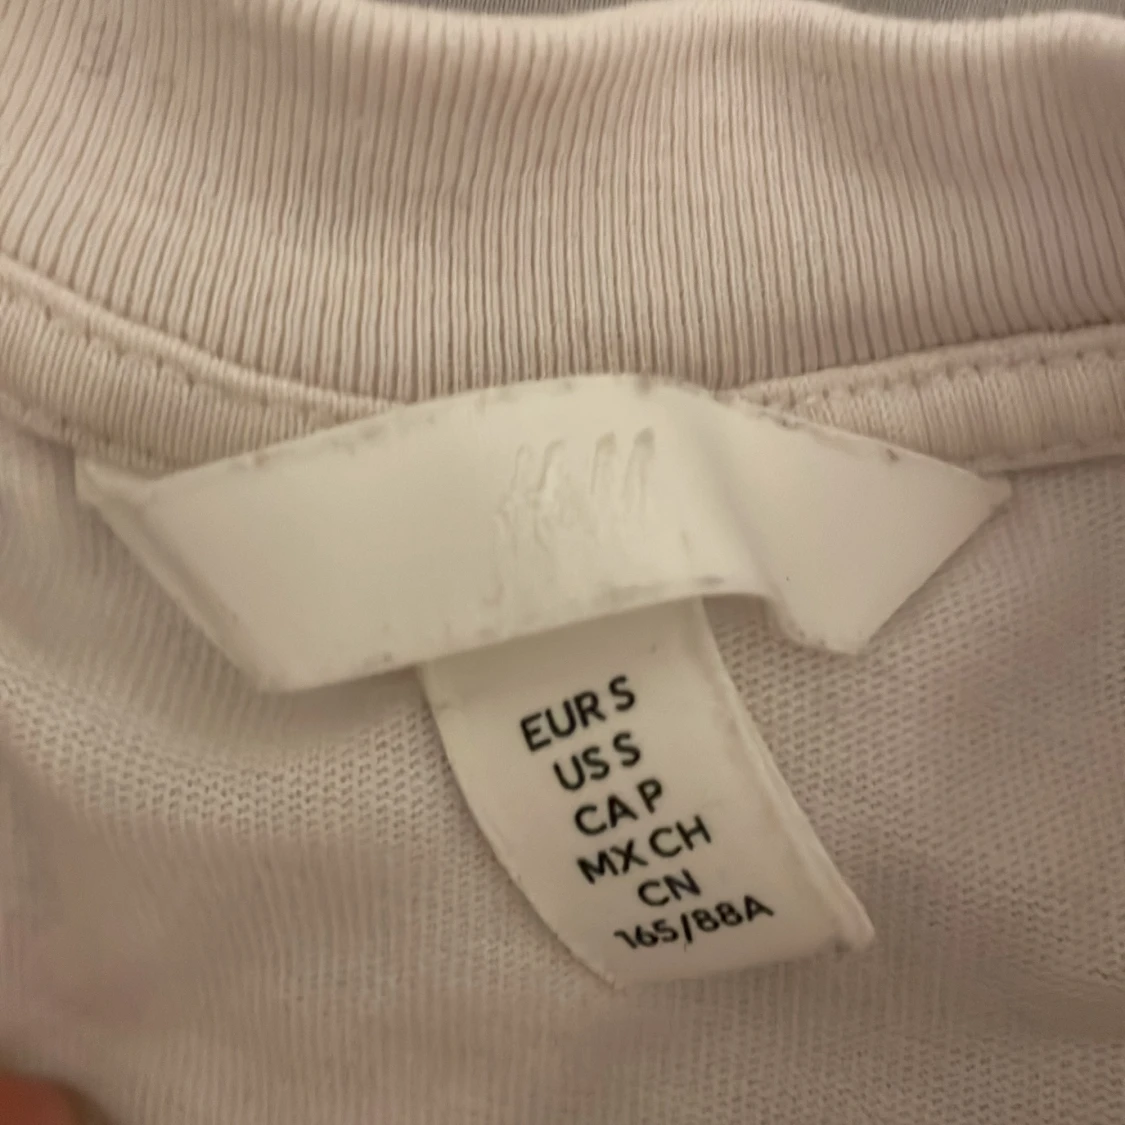 H&M
EUR S
US S
CA P
MX CH
CN
165/88A